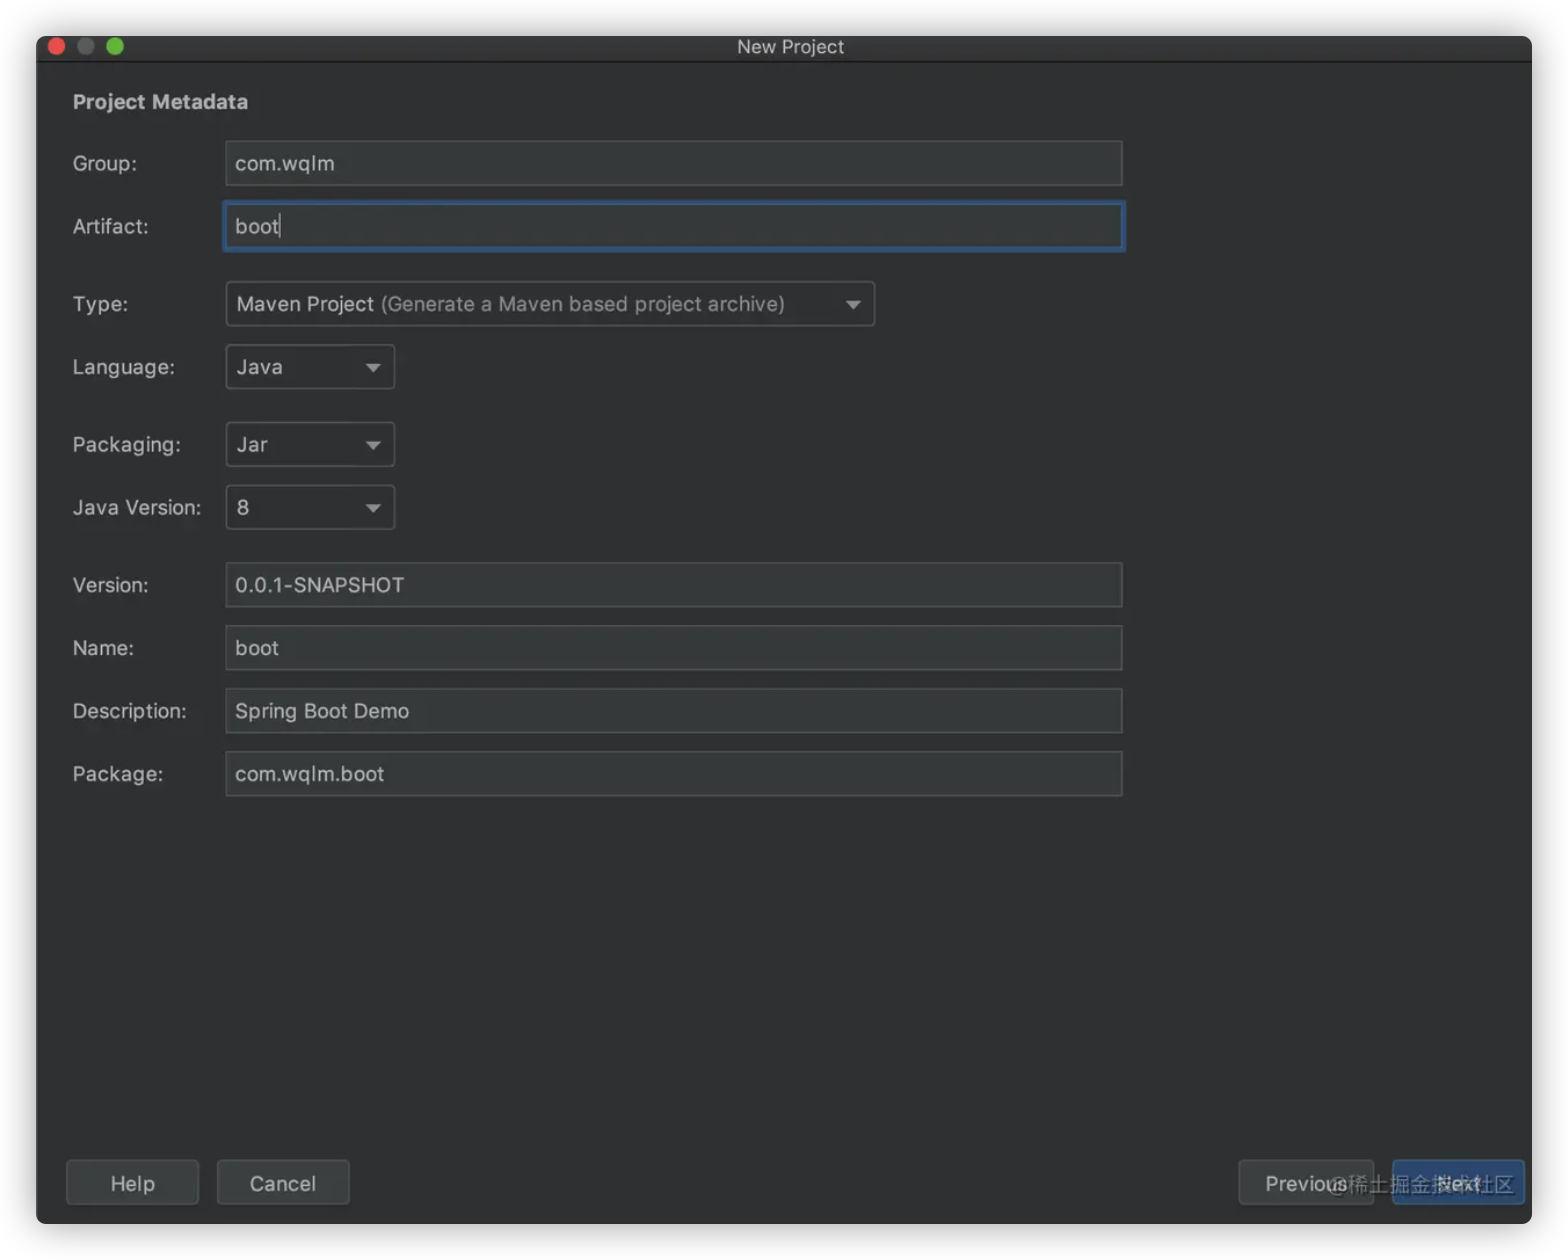 New Project
Project Metadata
Group: com.wqlm
Artifact: boot
Type: Maven Project (Generate a Maven based project archive)
Language: Java
Packaging: Jar
Java Version: 8
Version: 0.0.1-SNAPSHOT
Name: boot
Description: Spring Boot Demo
Package: com.wqlm.boot
Help Cancel Previous Next
@稀土掘金技术社区